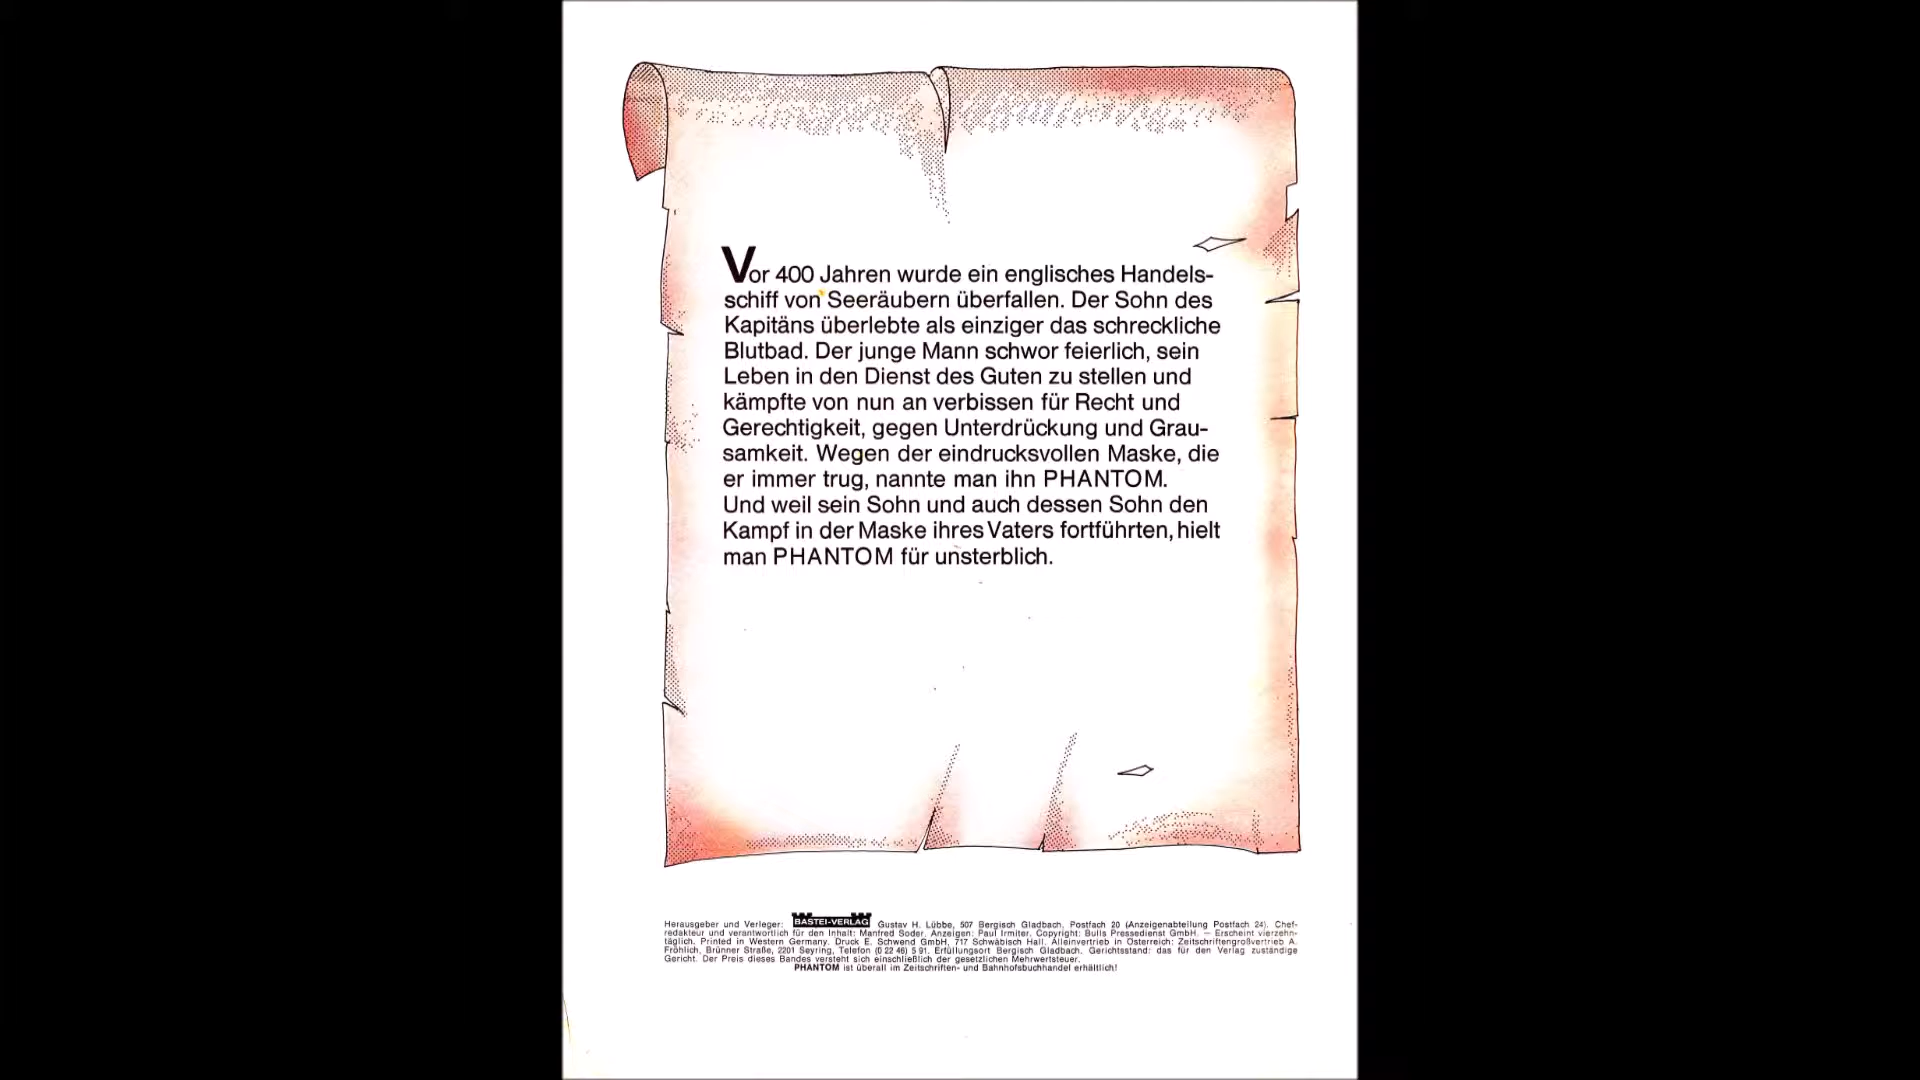 Vor 400 Jahren wurde ein englisches Handels-
schiff von Seeräubern überfallen. Der Sohn des
Kapitäns überlebte als einziger das schreckliche
Blutbad. Der junge Mann schwor feierlich, sein
Leben in den Dienst des Guten zu stellen und
kämpfte von nun an verbissen für Recht und
Gerechtigkeit, gegen Unterdrückung und Grau-
samkeit. Wegen der eindrucksvollen Maske, die
er immer trug, nannte man ihn PHANTOM.
Und weil sein Sohn und auch dessen Sohn den
Kampf in der Maske ihres Vaters fortführten, hielt
man PHANTOM für unsterblich.
Herausgeber und Verleger: BASTEI-VERLAG Gustav H. Lübbe, 507 Bergisch Gladbach, Postfach 20 (Anzeigenabteilung Postfach 24). Chef-
redakteur und verantwortlich für den Inhalt: Manfred Soder. Anzeigen: Paul Irmiter. Copyright: Bulls Pressedienst GmbH. — Erscheint vierzehn-
täglich. Printed in Western Germany. Druck E. Schwend GmbH, 717 Schwäbisch Hall. Alleinvertrieb in Österreich: Zeitschriftengroßvertrieb A.
Fröhlich, Brünner Straße, 2201 Seyring, Telefon (0 22 46) 5 91. Erfüllungsort Bergisch Gladbach. Gerichtsstand: das für den Verlag zuständige
Gericht. Der Preis dieses Bandes versteht sich einschließlich der gesetzlichen Mehrwertsteuer.
PHANTOM ist überall im Zeitschriften- und Bahnhofsbuchhandel erhältlich!